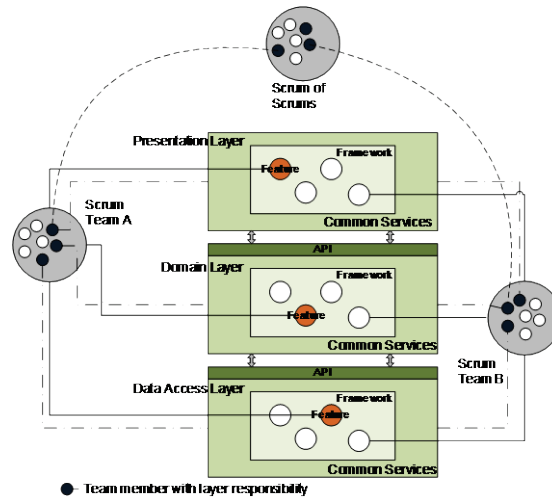 Scrum of
Scrums
Presentation Layer
Framework
Feature
Common Services
Scrum
Team A
API
Domain Layer
Framework
Feature
Common Services
Scrum
Team B
API
Data Access Layer
Framework
Feature
Common Services
Team member with layer responsibility